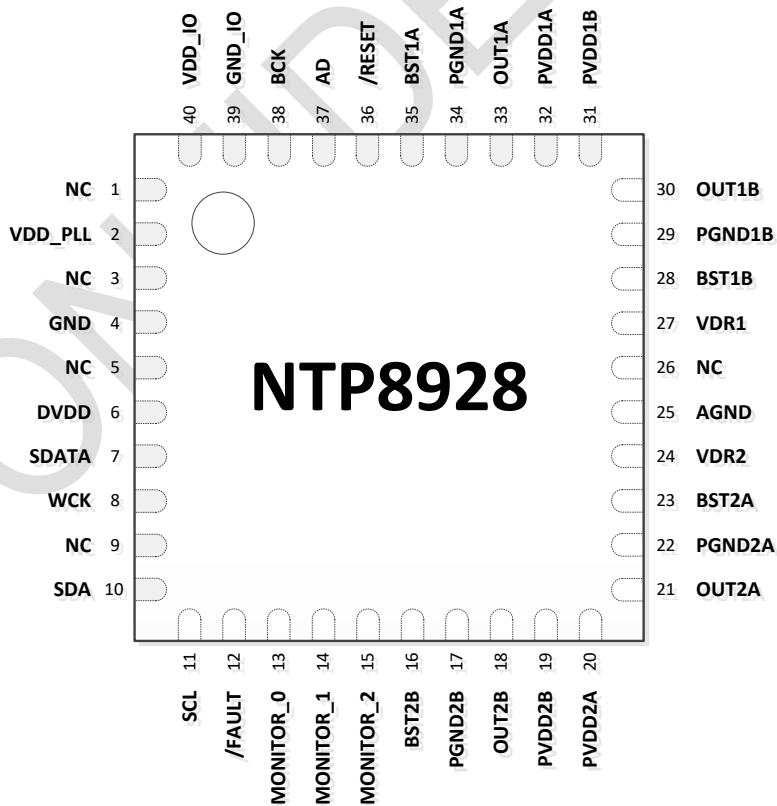 VDD_IO GND_IO BCK AD /RESET BST1A PGND1A OUT1A PVDD1A PVDD1B
40 39 38 37 36 35 34 33 32 31
NC 1
VDD_PLL 2
NC 3
GND 4
NC 5
DVDD 6
SDATA 7
WCK 8
NC 9
SDA 10
NTP8928
30 OUT1B
29 PGND1B
28 BST1B
27 VDR1
26 NC
25 AGND
24 VDR2
23 BST2A
22 PGND2A
21 OUT2A
11 12 13 14 15 16 17 18 19 20
SCL /FAULT MONITOR_0 MONITOR_1 MONITOR_2 BST2B PGND2B OUT2B PVDD2B PVDD2A